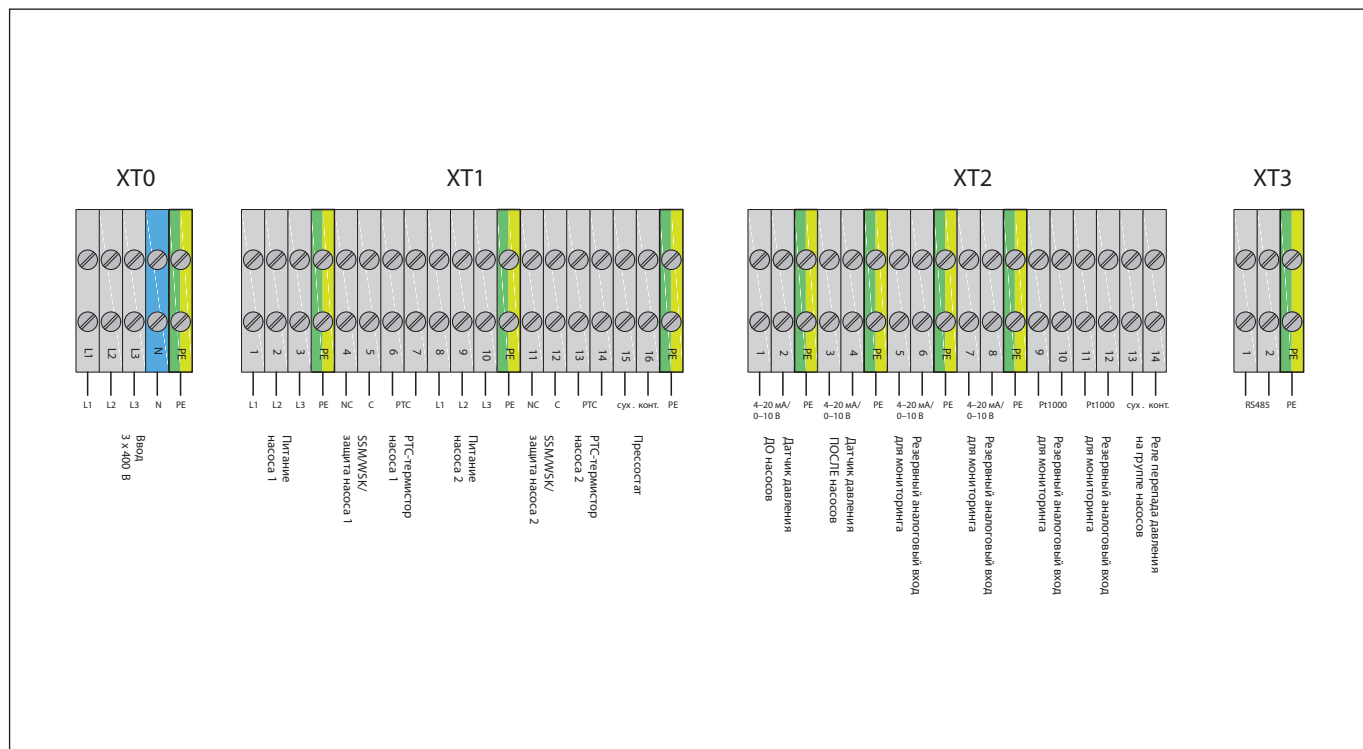 XT0
XT1
XT2
XT3
L1 L2 L3 N PE
1 2 3 PE 4 5 6 7 8 9 10 PE 11 12 13 14 15 16 PE
1 2 PE 3 4 PE 5 6 PE 7 8 PE 9 10 11 12 13 14
1 2 PE
L1 L2 L3 N PE
L1 L2 L3 PE NC C PTC L1 L2 L3 PE NC C PTC сух. конт. PE
4–20 мА/
0–10 В
PE
4–20 мА/
0–10 В
PE
4–20 мА/
0–10 В
PE
4–20 мА/
0–10 В
PE
Pt1000
Pt1000
сух. конт.
RS485
PE
Ввод
3 x 400 В
Питание
насоса 1
SSM/WSK/
защита насоса 1
PTC-термистор
насоса 1
Питание
насоса 2
SSM/WSK/
защита насоса 2
PTC-термистор
насоса 2
Прессостат
Датчик давления
ДО насосов
Датчик давления
ПОСЛЕ насосов
Резервный аналоговый вход
для мониторинга
Резервный аналоговый вход
для мониторинга
Резервный аналоговый вход
для мониторинга
Резервный аналоговый вход
для мониторинга
Реле перепада давления
на группе насосов